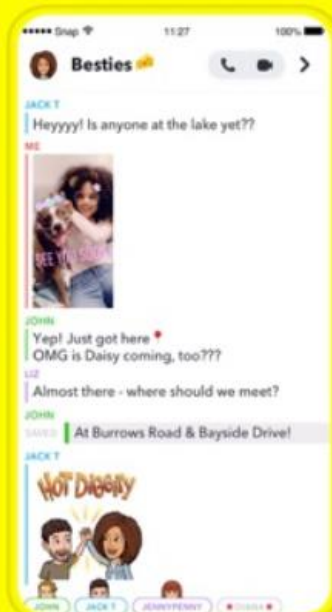 Snap 11:27 100%
Besties
JACK T
Heyyyy! Is anyone at the lake yet??
ME
SEE YOU SOON
JOHN
Yep! Just got here
OMG is Daisy coming, too???
LIZ
Almost there - where should we meet?
JOHN
SAVED At Burrows Road & Bayside Drive!
JACK T
HOT DIGGITY
JOHN JACK T JENNYPENNY DIANA